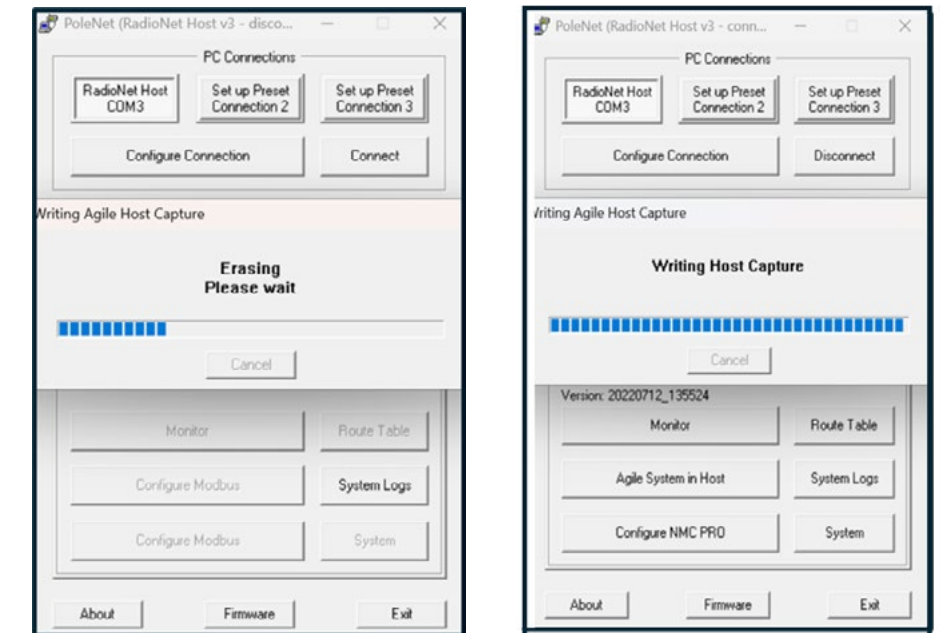 PoleNet (RadioNet Host v3 - disco...
PC Connections
RadioNet Host
COM3
Set up Preset
Connection 2
Set up Preset
Connection 3
Configure Connection
Connect
Writing Agile Host Capture
Erasing
Please wait
Cancel
Monitor
Route Table
Configure Modbus
System Logs
Configure Modbus
System
About
Firmware
Exit
PoleNet (RadioNet Host v3 - conn...
PC Connections
RadioNet Host
COM3
Set up Preset
Connection 2
Set up Preset
Connection 3
Configure Connection
Disconnect
Writing Agile Host Capture
Writing Host Capture
Cancel
Version: 20220712_135524
Monitor
Route Table
Agile System in Host
System Logs
Configure NMC PRO
System
About
Firmware
Exit